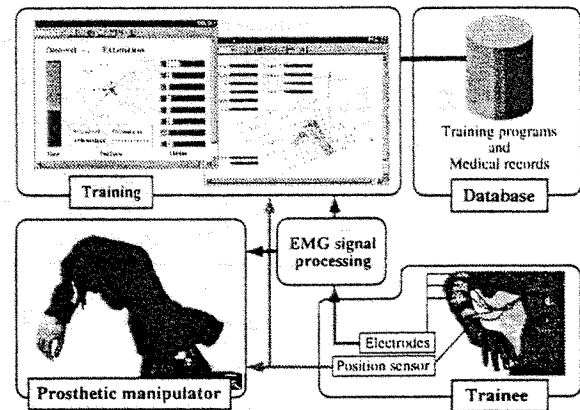 Training
Training programs
and
Medical records
Database
EMG signal
processing
Electrodes
Position sensor
Prosthetic manipulator
Trainee